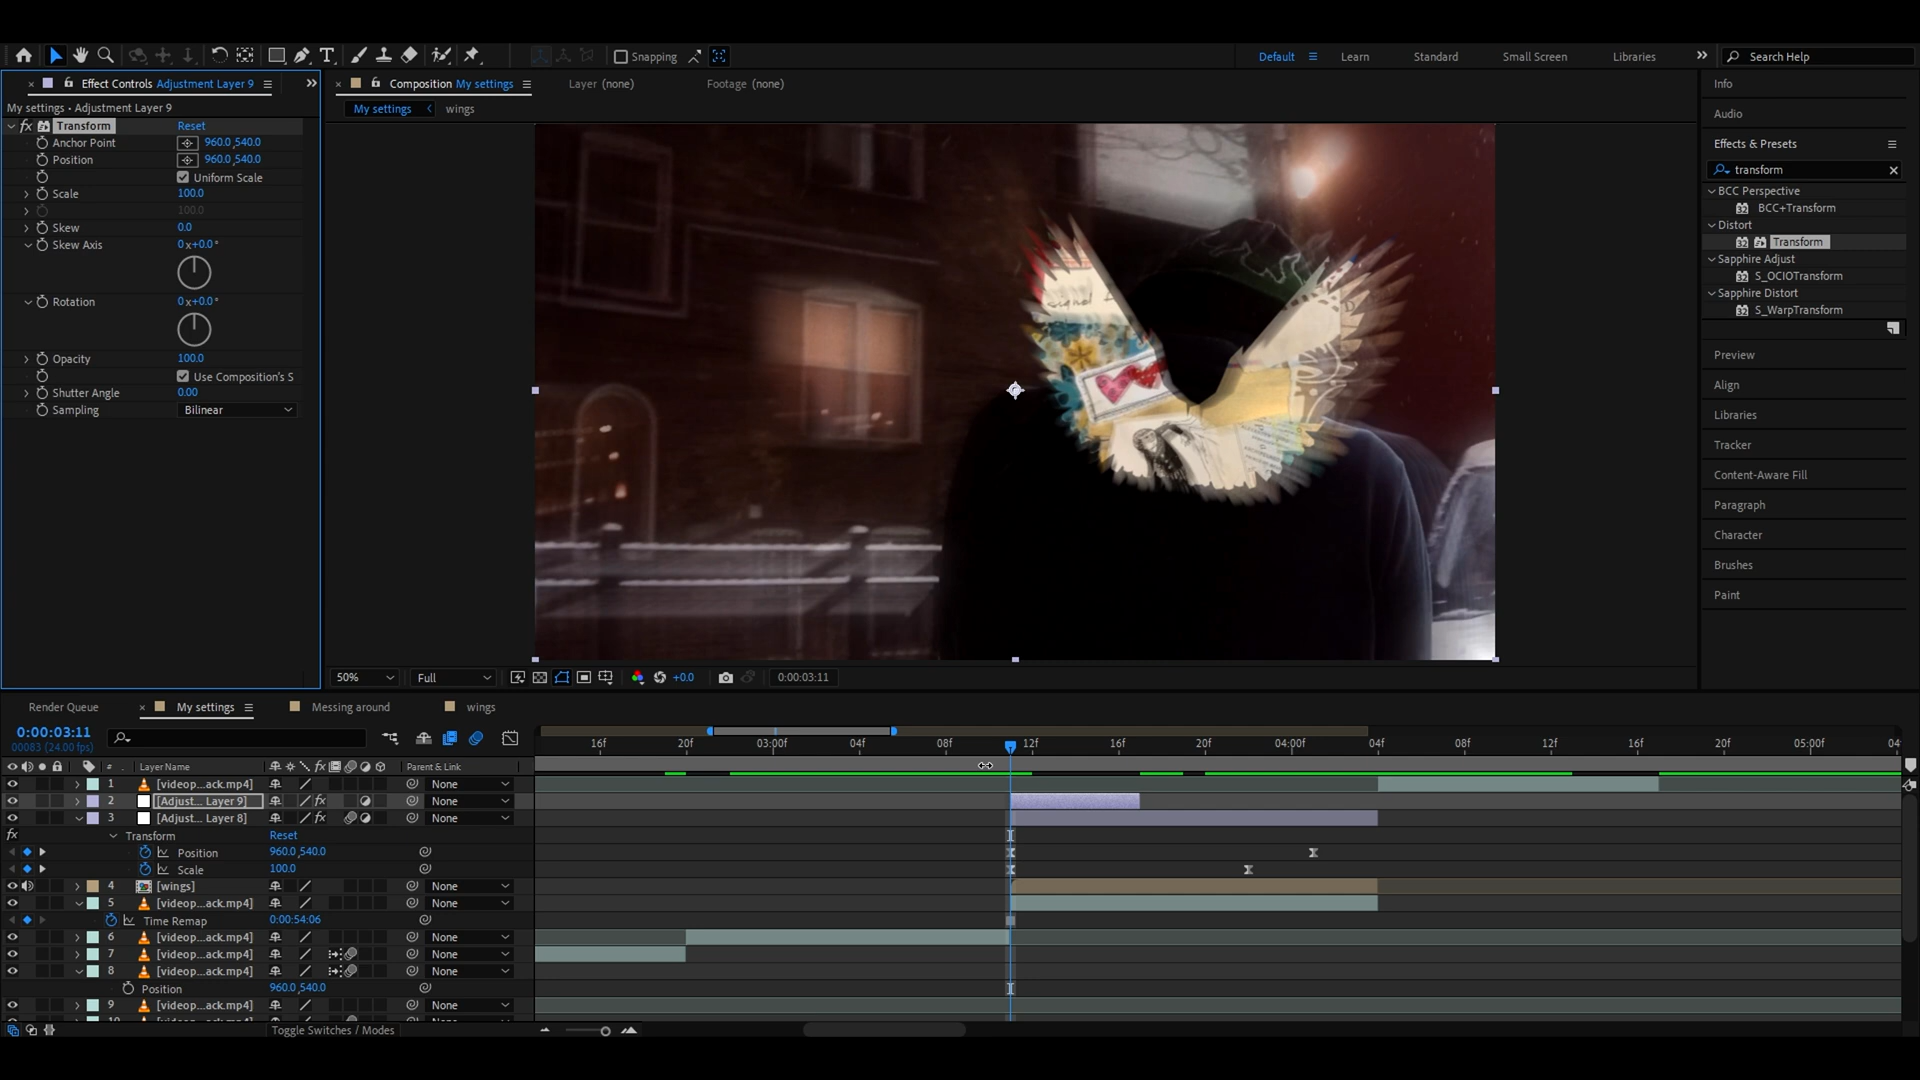 Snapping
Default
Learn
Standard
Small Screen
Libraries
Search Help
Effect Controls Adjustment Layer 9
Composition My settings
Layer (none)
Footage (none)
Info
My settings • Adjustment Layer 9
My settings
wings
Audio
fx Transform Reset
Anchor Point 960.0,540.0
Position 960.0,540.0
Uniform Scale
Scale 100.0
100.0
Skew 0.0
Skew Axis 0x+0.0°
Rotation 0x+0.0°
Opacity 100.0
Use Composition's S
Shutter Angle 0.00
Sampling Bilinear
Effects & Presets
transform
BCC Perspective
32 BCC+Transform
Distort
32 Transform
Sapphire Adjust
32 S_OCIOTransform
Sapphire Distort
32 S_WarpTransform
Preview
Align
Libraries
Tracker
Content-Aware Fill
Paragraph
Character
Brushes
Paint
50%
Full
+0.0
0:00:03:11
Render Queue
My settings
Messing around
wings
0:00:03:11
00083 (24.00 fps)
16f 20f 03:00f 04f 08f 12f 16f 20f 04:00f 04f 08f 12f 16f 20f 05:00f 04
# Layer Name fx Parent & Link
1 [videop...ack.mp4] None
2 [Adjust... Layer 9] fx None
3 [Adjust... Layer 8] fx None
fx Transform Reset
Position 960.0,540.0
Scale 100.0
4 [wings] None
5 [videop...ack.mp4] None
Time Remap 0:00:54:06
6 [videop...ack.mp4] None
7 [videop...ack.mp4] None
8 [videop...ack.mp4] None
Position 960.0,540.0
9 [videop...ack.mp4] None
Toggle Switches / Modes